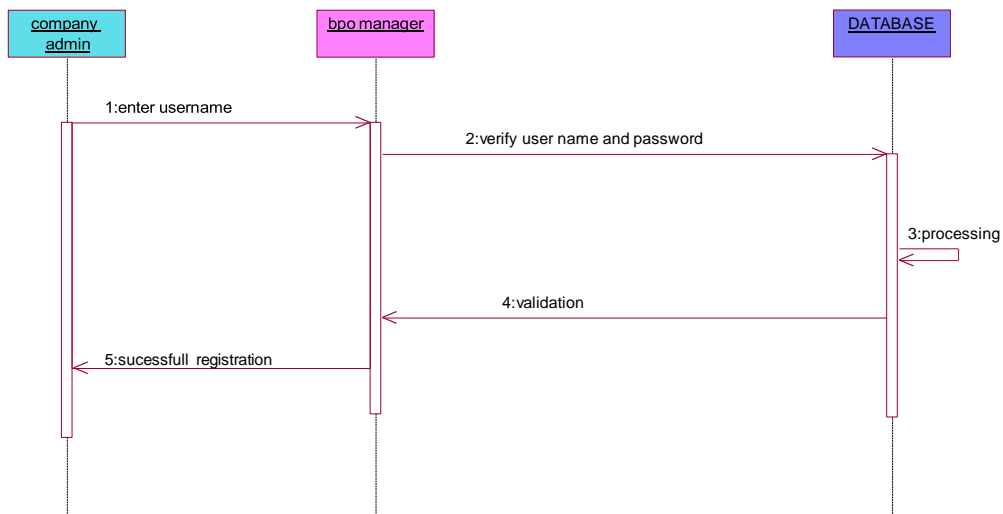 company
admin
bpo manager
DATABASE
1:enter username
2:verify user name and password
3:processing
4:validation
5:sucessfull registration